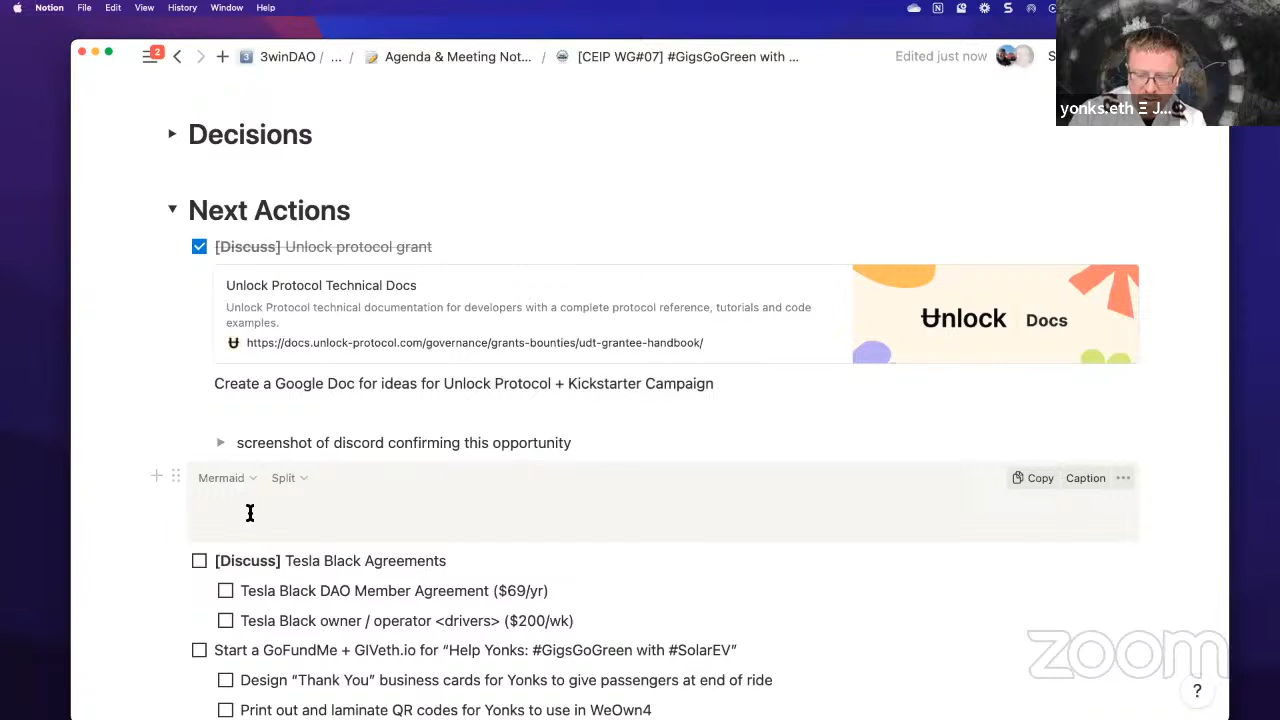 Notion File Edit View History Window Help
2 3winDAO / ... / Agenda & Meeting Not... / [CEIP WG#07] #GigsGoGreen with ... Edited just now S
yonks.eth Ξ J...
Decisions
Next Actions
[Discuss] Unlock protocol grant
Unlock Protocol Technical Docs
Unlock Protocol technical documentation for developers with a complete protocol reference, tutorials and code
examples.
https://docs.unlock-protocol.com/governance/grants-bounties/udt-grantee-handbook/
Unlock Docs
Create a Google Doc for ideas for Unlock Protocol + Kickstarter Campaign
screenshot of discord confirming this opportunity
Mermaid Split Copy Caption
[Discuss] Tesla Black Agreements
Tesla Black DAO Member Agreement ($69/yr)
Tesla Black owner / operator <drivers> ($200/wk)
Start a GoFundMe + GIVeth.io for “Help Yonks: #GigsGoGreen with #SolarEV”
Design “Thank You” business cards for Yonks to give passengers at end of ride
Print out and laminate QR codes for Yonks to use in WeOwn4
zoom
?